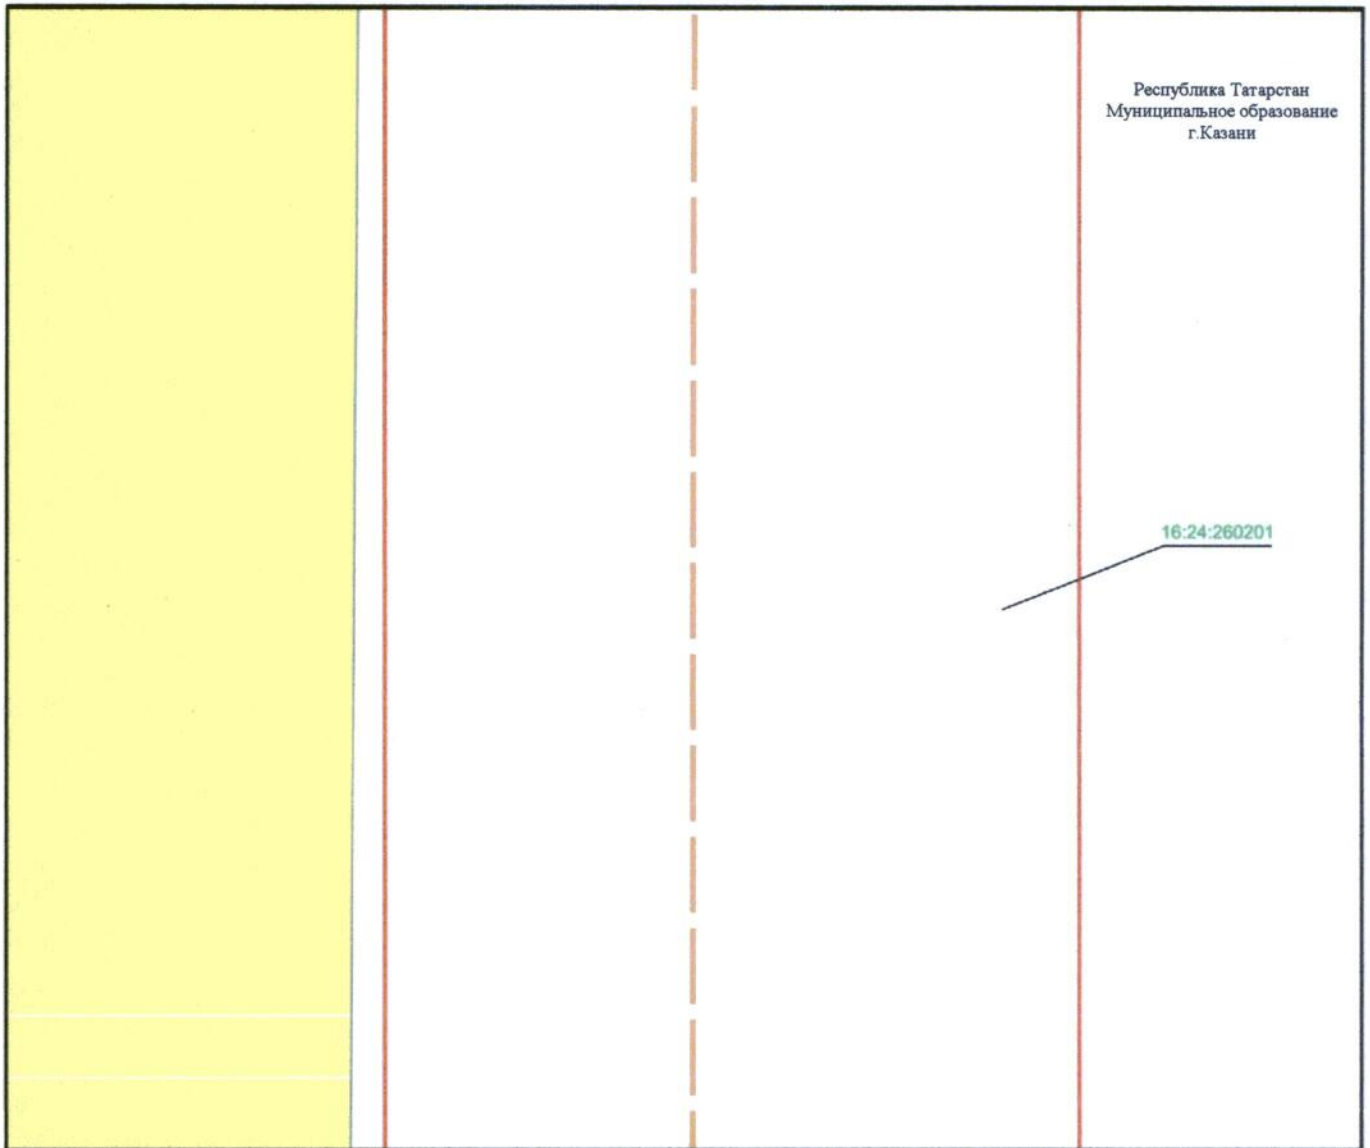 Республика Татарстан
Муниципальное образование
г.Казани
16:24:260201